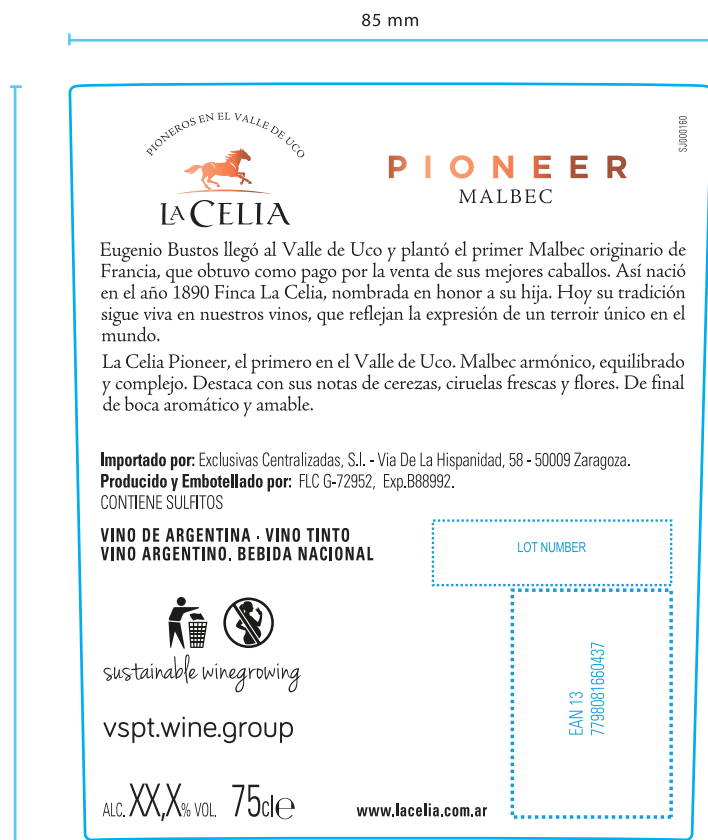 85 mm
PIONEROS EN EL VALLE DE UCO
LA CELIA
PIONEER
MALBEC
SJ000160
Eugenio Bustos llegó al Valle de Uco y plantó el primer Malbec originario de
Francia, que obtuvo como pago por la venta de sus mejores caballos. Así nació
en el año 1890 Finca La Celia, nombrada en honor a su hija. Hoy su tradición
sigue viva en nuestros vinos, que reflejan la expresión de un terroir único en el
mundo.
La Celia Pioneer, el primero en el Valle de Uco. Malbec armónico, equilibrado
y complejo. Destaca con sus notas de cerezas, ciruelas frescas y flores. De final
de boca aromático y amable.
Importado por: Exclusivas Centralizadas, S.l. - Via De La Hispanidad, 58 - 50009 Zaragoza.
Producido y Embotellado por: FLC G-72952, Exp.B88992.
CONTIENE SULFITOS
VINO DE ARGENTINA · VINO TINTO
VINO ARGENTINO. BEBIDA NACIONAL
LOT NUMBER
EAN 13
7798081660437
sustainable winegrowing
vspt.wine.group
ALC. XX,X% VOL. 75cl e
www.lacelia.com.ar